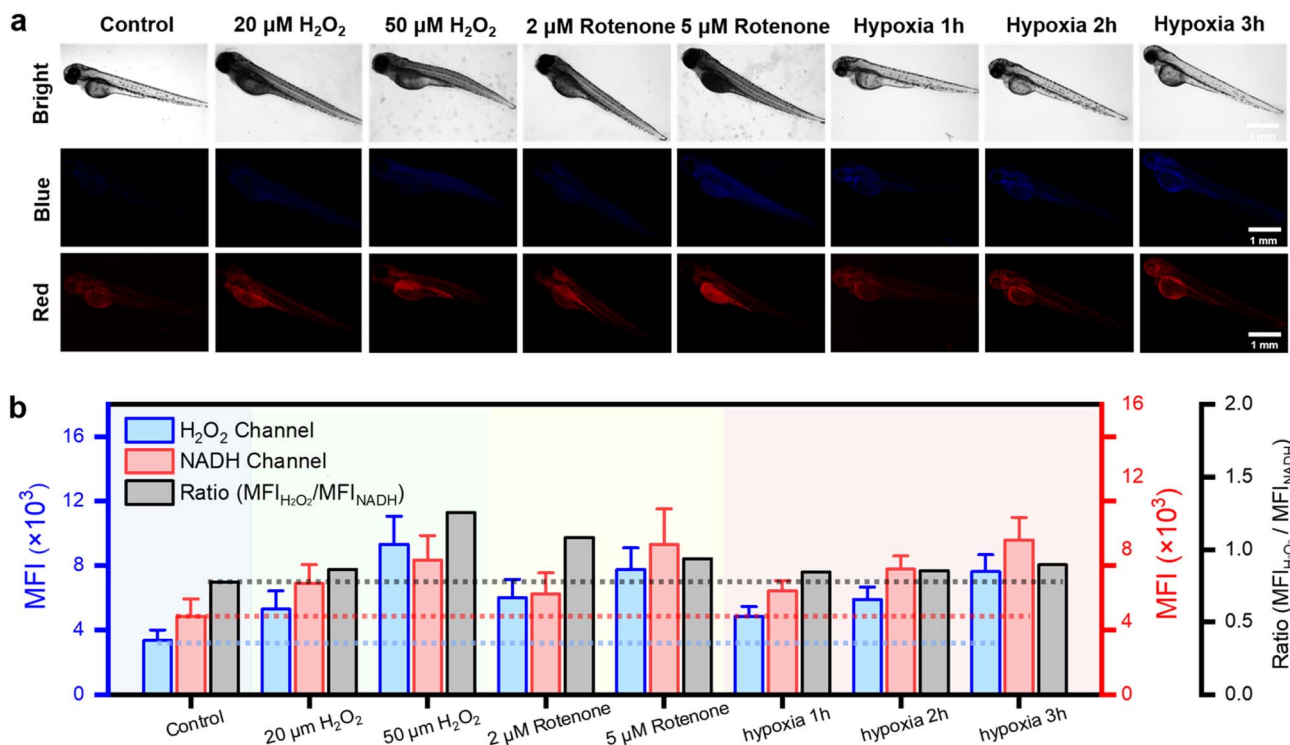 a
Control
20 µM H₂O₂
50 µM H₂O₂
2 µM Rotenone
5 µM Rotenone
Hypoxia 1h
Hypoxia 2h
Hypoxia 3h
Bright
1 mm
Blue
1 mm
Red
1 mm
b
H₂O₂ Channel
NADH Channel
Ratio (MFI_H₂O₂/MFI_NADH)
MFI (×10³)
16
12
8
4
0
MFI (×10³)
16
12
8
4
0
Ratio (MFI_H₂O₂ / MFI_NADH)
2.0
1.5
1.0
0.5
0.0
Control
20 µm H₂O₂
50 µm H₂O₂
2 µM Rotenone
5 µM Rotenone
hypoxia 1h
hypoxia 2h
hypoxia 3h